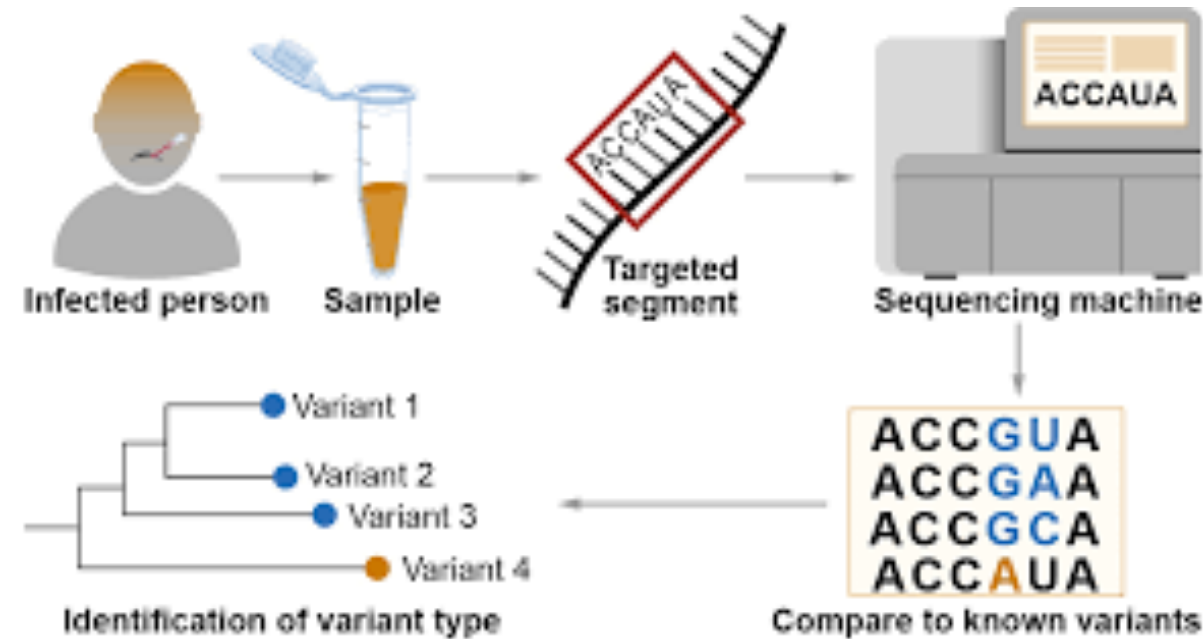 ACCAUA
ACCAUA
Infected person
Sample
Targeted
segment
Sequencing machine
Variant 1
Variant 2
Variant 3
Variant 4
Identification of variant type
ACCGUA
ACCGAA
ACCGCA
ACCAUA
Compare to known variants